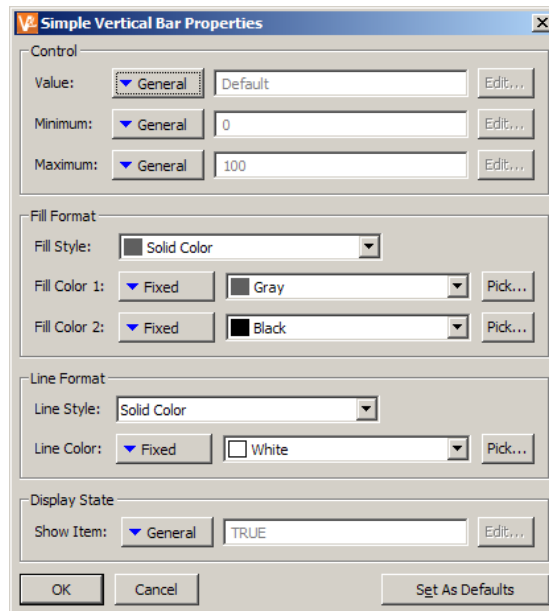 Simple Vertical Bar Properties
Control
Value: General Default Edit...
Minimum: General 0 Edit...
Maximum: General 100 Edit...
Fill Format
Fill Style: Solid Color
Fill Color 1: Fixed Gray Pick...
Fill Color 2: Fixed Black Pick...
Line Format
Line Style: Solid Color
Line Color: Fixed White Pick...
Display State
Show Item: General TRUE Edit...
OK Cancel Set As Defaults